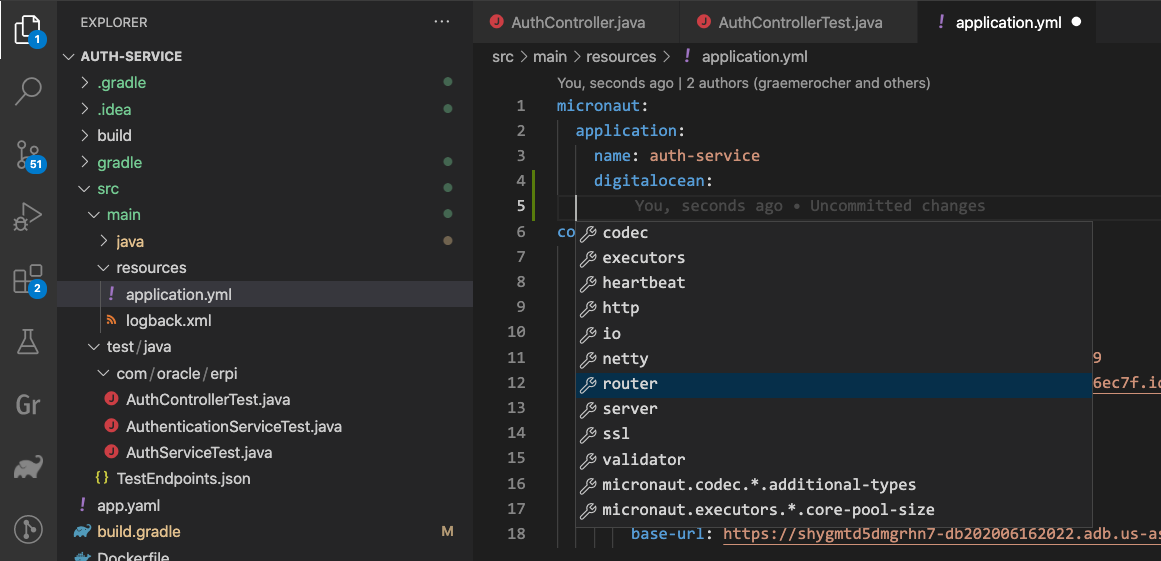 EXPLORER
AUTH-SERVICE
.gradle
.idea
build
gradle
src
main
java
resources
application.yml
logback.xml
test/java
com/oracle/erpi
AuthControllerTest.java
AuthenticationServiceTest.java
AuthServiceTest.java
TestEndpoints.json
app.yaml
build.gradle M
Dockerfile
1
51
2
Gr
AuthController.java AuthControllerTest.java application.yml
src > main > resources > application.yml
You, seconds ago | 2 authors (graemerocher and others)
1 micronaut:
2 application:
3 name: auth-service
4 digitalocean:
5 You, seconds ago • Uncommitted changes
6 co
codec
7 executors
8 heartbeat
9 http
10 io
11 netty 9
12 router 6ec7f.i
13 server
14 ssl
15 validator
16 micronaut.codec.*.additional-types
17 micronaut.executors.*.core-pool-size
18 base-url: https://shygmtd5dmgrhn7-db202006162022.adb.us-as